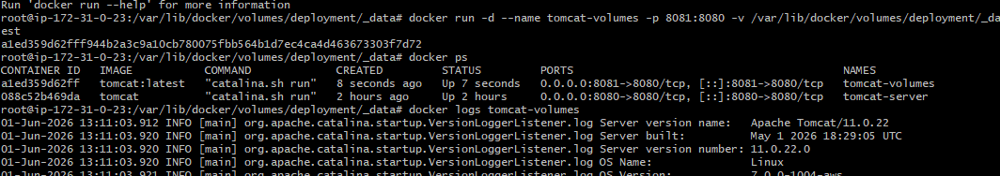 Run 'docker run --help' for more information
root@ip-172-31-0-23:/var/lib/docker/volumes/deployment/_data# docker run -d --name tomcat-volumes -p 8081:8080 -v /var/lib/docker/volumes/deployment/_da
est
a1ed359d62fff944b2a3c9a10cb780075fbb564b1d7ec4ca4d463673303f7d72
root@ip-172-31-0-23:/var/lib/docker/volumes/deployment/_data# docker ps
CONTAINER ID   IMAGE           COMMAND             CREATED         STATUS         PORTS                                         NAMES
a1ed359d62ff   tomcat:latest   "catalina.sh run"   8 seconds ago   Up 7 seconds   0.0.0.0:8081->8080/tcp, [::]:8081->8080/tcp   tomcat-volumes
088c52b469da   tomcat          "catalina.sh run"   2 hours ago     Up 2 hours     0.0.0.0:8080->8080/tcp, [::]:8080->8080/tcp   tomcat-server
root@ip-172-31-0-23:/var/lib/docker/volumes/deployment/_data# docker logs tomcat-volumes
01-Jun-2026 13:11:03.912 INFO [main] org.apache.catalina.startup.VersionLoggerListener.log Server version name:   Apache Tomcat/11.0.22
01-Jun-2026 13:11:03.920 INFO [main] org.apache.catalina.startup.VersionLoggerListener.log Server built:          May 1 2026 18:29:05 UTC
01-Jun-2026 13:11:03.920 INFO [main] org.apache.catalina.startup.VersionLoggerListener.log Server version number: 11.0.22.0
01-Jun-2026 13:11:03.920 INFO [main] org.apache.catalina.startup.VersionLoggerListener.log OS Name:               Linux
01-Jun-2026 13:11:03.921 INFO [main] org.apache.catalina.startup.VersionLoggerListener.log OS Version:            7.0.0-1004-aws